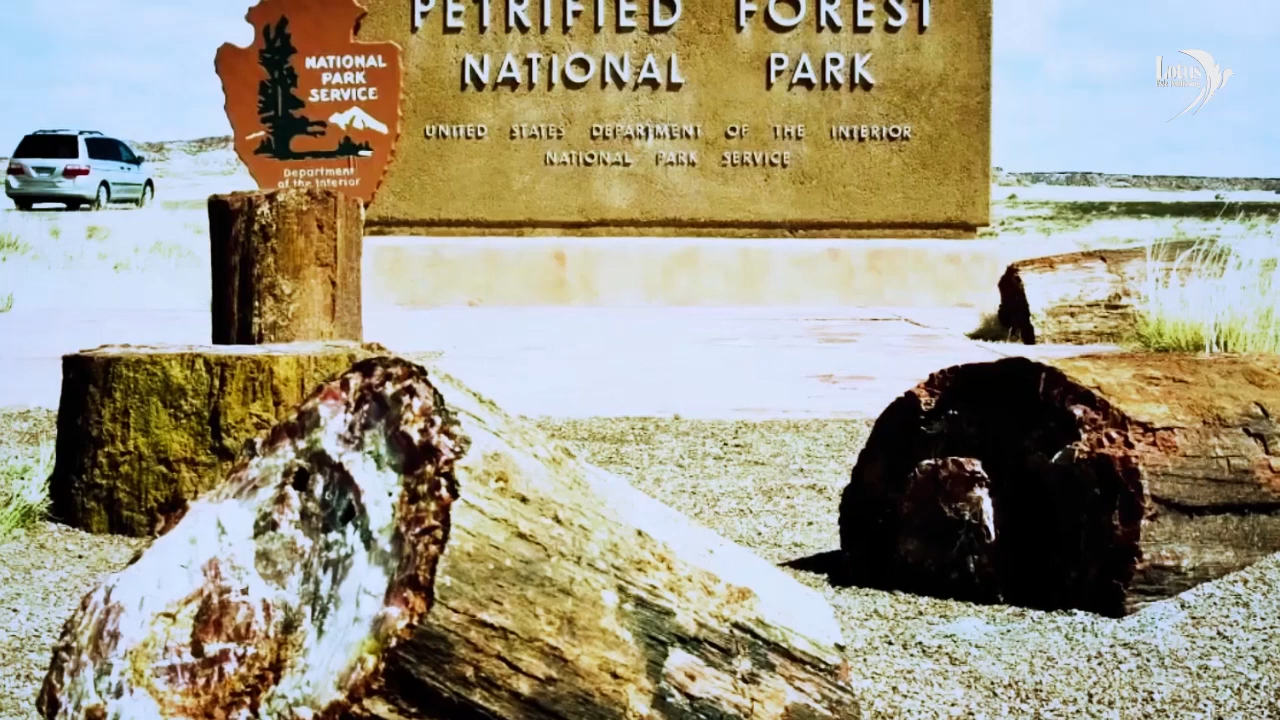 PETRIFIED FOREST
NATIONAL PARK
UNITED STATES DEPARTMENT OF THE INTERIOR
NATIONAL PARK SERVICE
NATIONAL
PARK
SERVICE
Department
of the Interior
Lotus